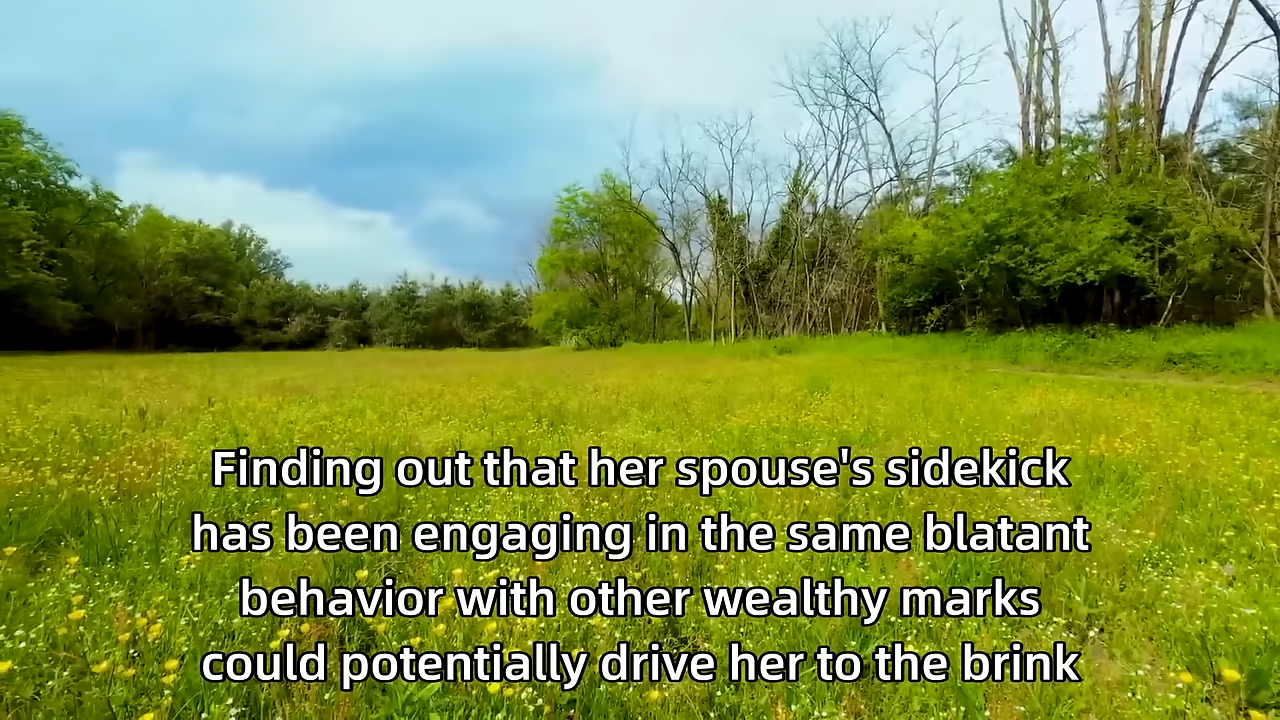 Finding out that her spouse's sidekick
has been engaging in the same blatant
behavior with other wealthy marks
could potentially drive her to the brink